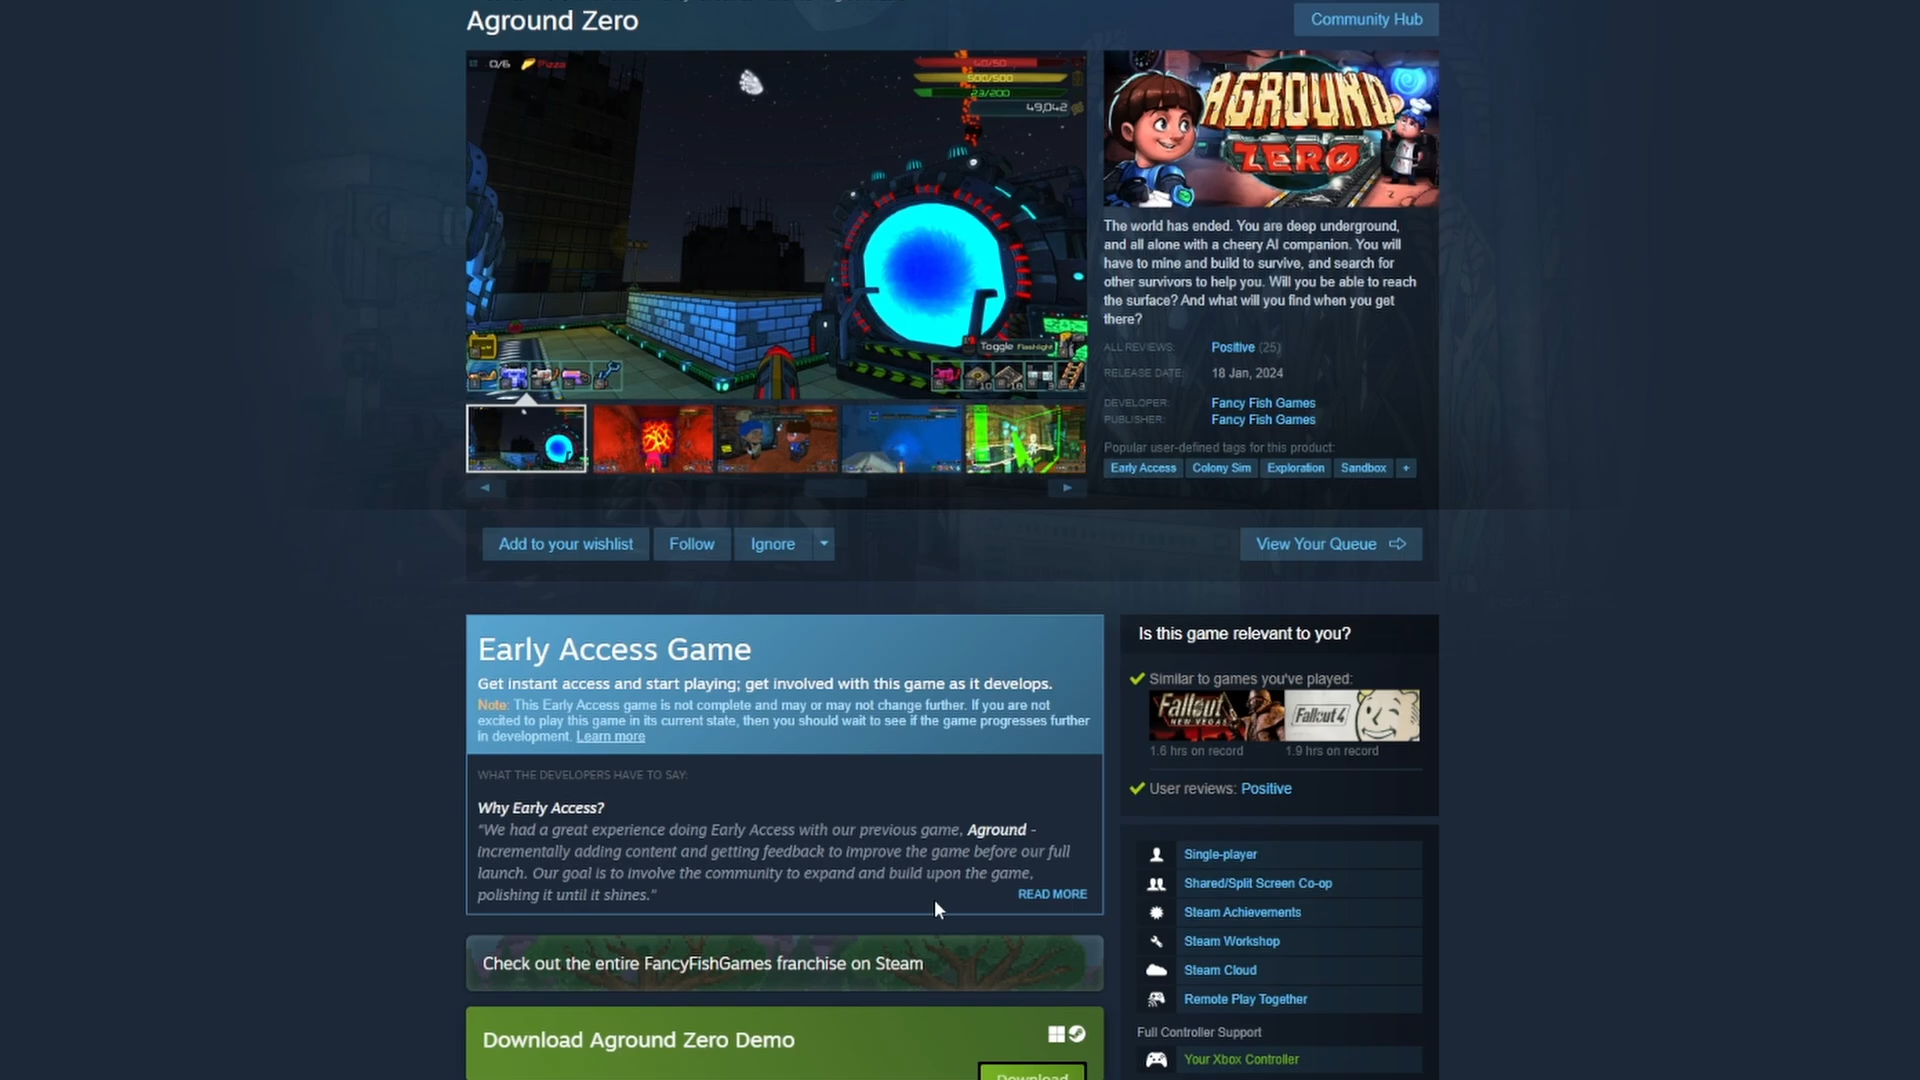 Aground Zero
Community Hub
0/6 Pizza
40/50
500/500
23/200
49,042
Toggle Flashlight
AGROUND
ZERO
The world has ended. You are deep underground,
and all alone with a cheery AI companion. You will
have to mine and build to survive, and search for
other survivors to help you. Will you be able to reach
the surface? And what will you find when you get
there?
ALL REVIEWS: Positive (25)
RELEASE DATE: 18 Jan, 2024
DEVELOPER: Fancy Fish Games
PUBLISHER: Fancy Fish Games
Popular user-defined tags for this product:
Early Access Colony Sim Exploration Sandbox +
Add to your wishlist Follow Ignore View Your Queue
Early Access Game
Get instant access and start playing; get involved with this game as it develops.
Note: This Early Access game is not complete and may or may not change further. If you are not
excited to play this game in its current state, then you should wait to see if the game progresses further
in development. Learn more
WHAT THE DEVELOPERS HAVE TO SAY:
Why Early Access?
“We had a great experience doing Early Access with our previous game, Aground -
incrementally adding content and getting feedback to improve the game before our full
launch. Our goal is to involve the community to expand and build upon the game,
polishing it until it shines.”
READ MORE
Check out the entire FancyFishGames franchise on Steam
Download Aground Zero Demo
Download
Is this game relevant to you?
Similar to games you've played:
Fallout NEW VEGAS Fallout 4
1.6 hrs on record 1.9 hrs on record
User reviews: Positive
Single-player
Shared/Split Screen Co-op
Steam Achievements
Steam Workshop
Steam Cloud
Remote Play Together
Full Controller Support
Your Xbox Controller